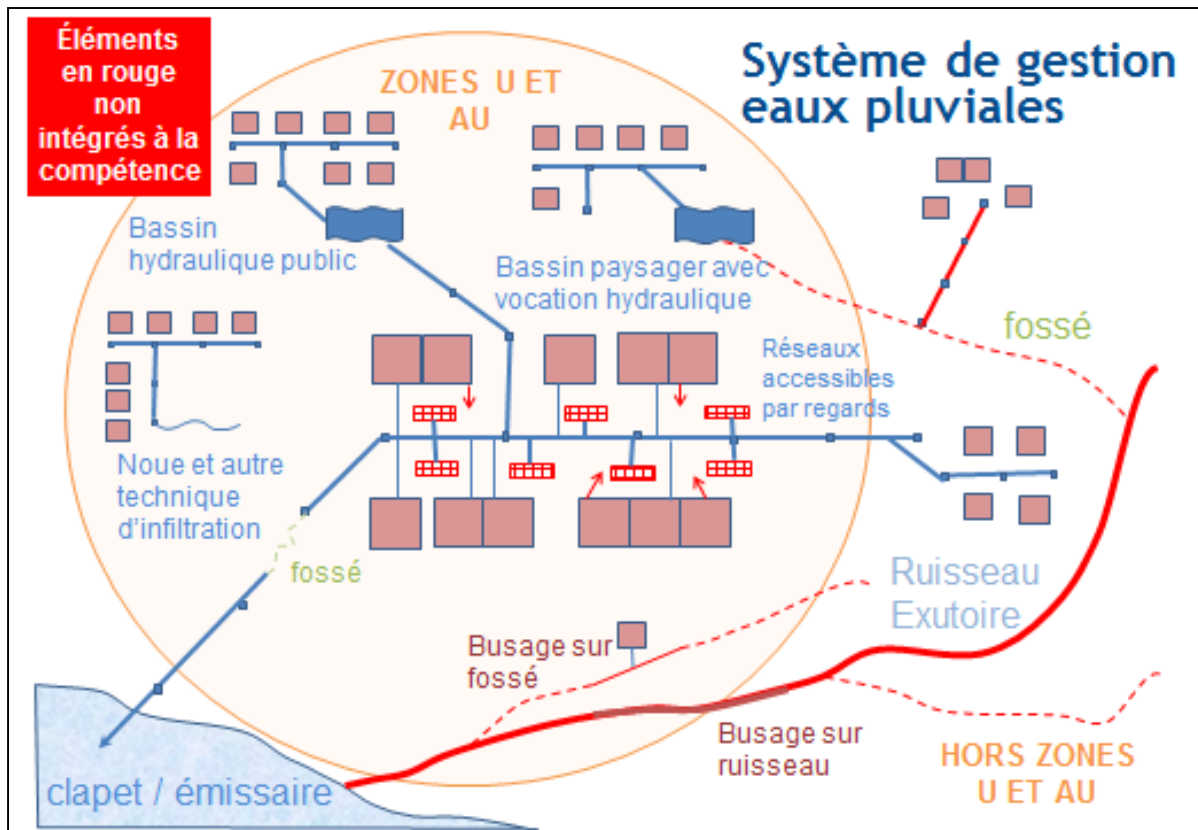 Éléments
en rouge
non
intégrés à la
compétence
ZONES U ET
AU
Système de gestion
eaux pluviales
Bassin
hydraulique public
Bassin paysager avec
vocation hydraulique
fossé
Réseaux
accessibles
par regards
Noue et autre
technique
d'infiltration
fossé
Ruisseau
Exutoire
Busage sur
fossé
Busage sur
ruisseau
HORS ZONES
U ET AU
clapet / émissaire